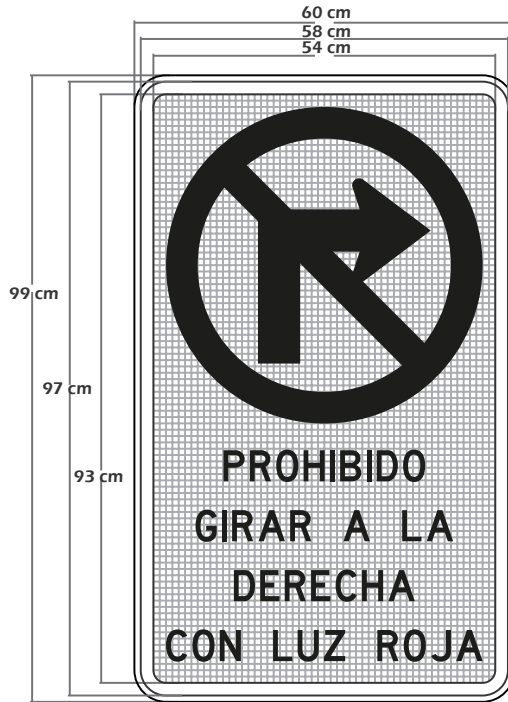 60 cm
58 cm
54 cm
99 cm
97 cm
93 cm
PROHIBIDO
GIRAR A LA
DERECHA
CON LUZ ROJA